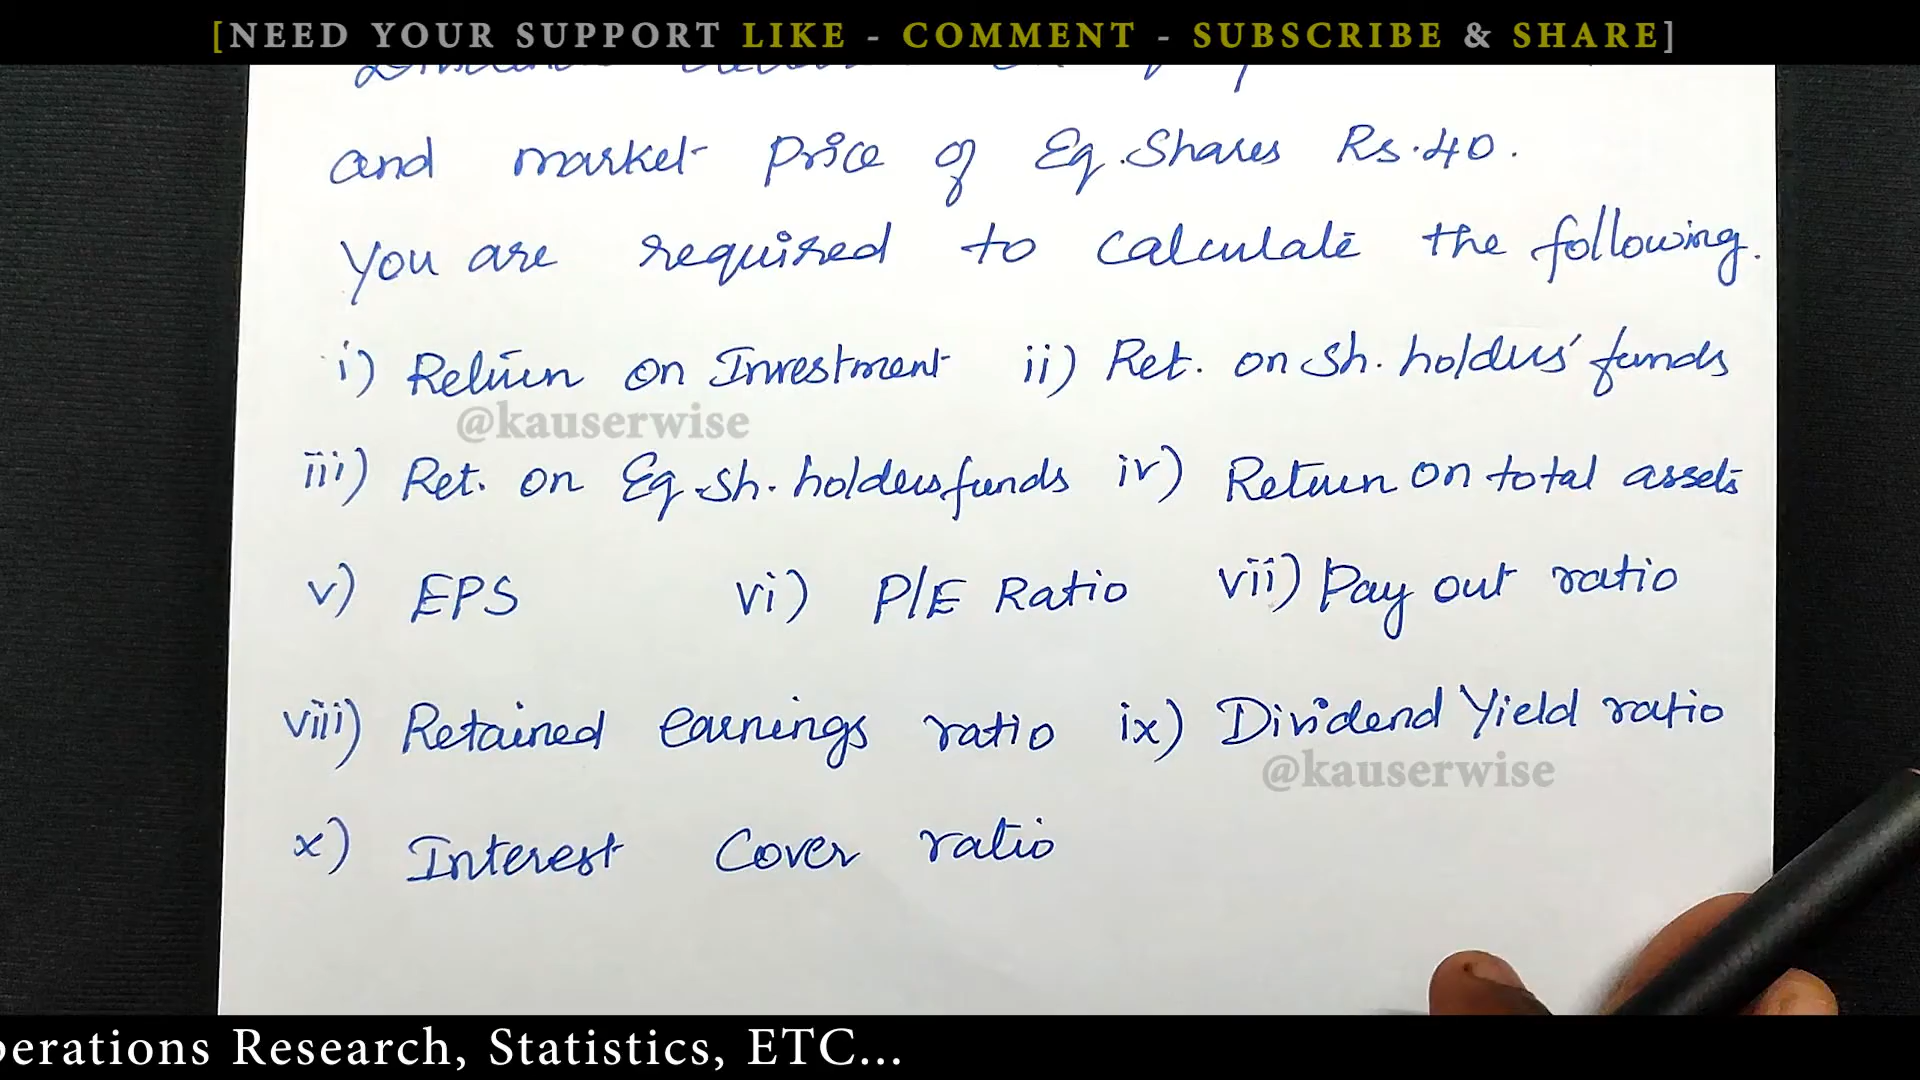 [NEED YOUR SUPPORT LIKE - COMMENT - SUBSCRIBE & SHARE]
and market price of Eq. Shares Rs. 40.
You are required to calculate the following.
i) Return on Investment ii) Ret. on Sh. holders' funds
@kauserwise
iii) Ret. on Eq. Sh. holders funds iv) Return on total assets
v) EPS vi) P/E Ratio vii) Pay out ratio
viii) Retained earnings ratio ix) Dividend Yield ratio
@kauserwise
x) Interest Cover ratio
perations Research, Statistics, ETC...